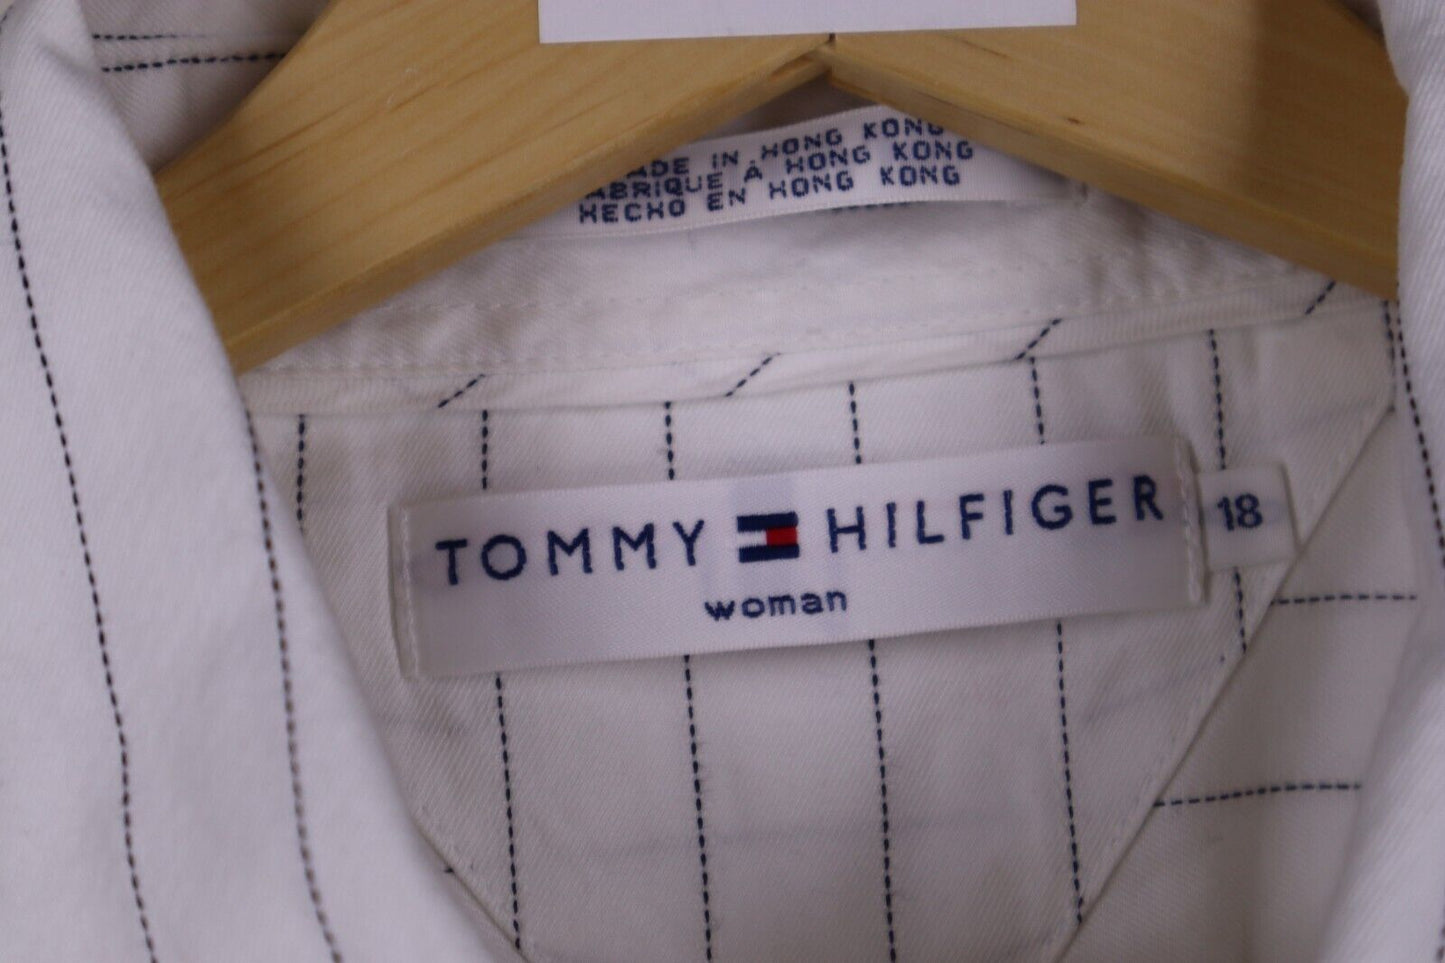 MADE IN HONG KONG
FABRIQUE À HONG KONG
HECHO EN HONG KONG
TOMMY HILFIGER
woman
18